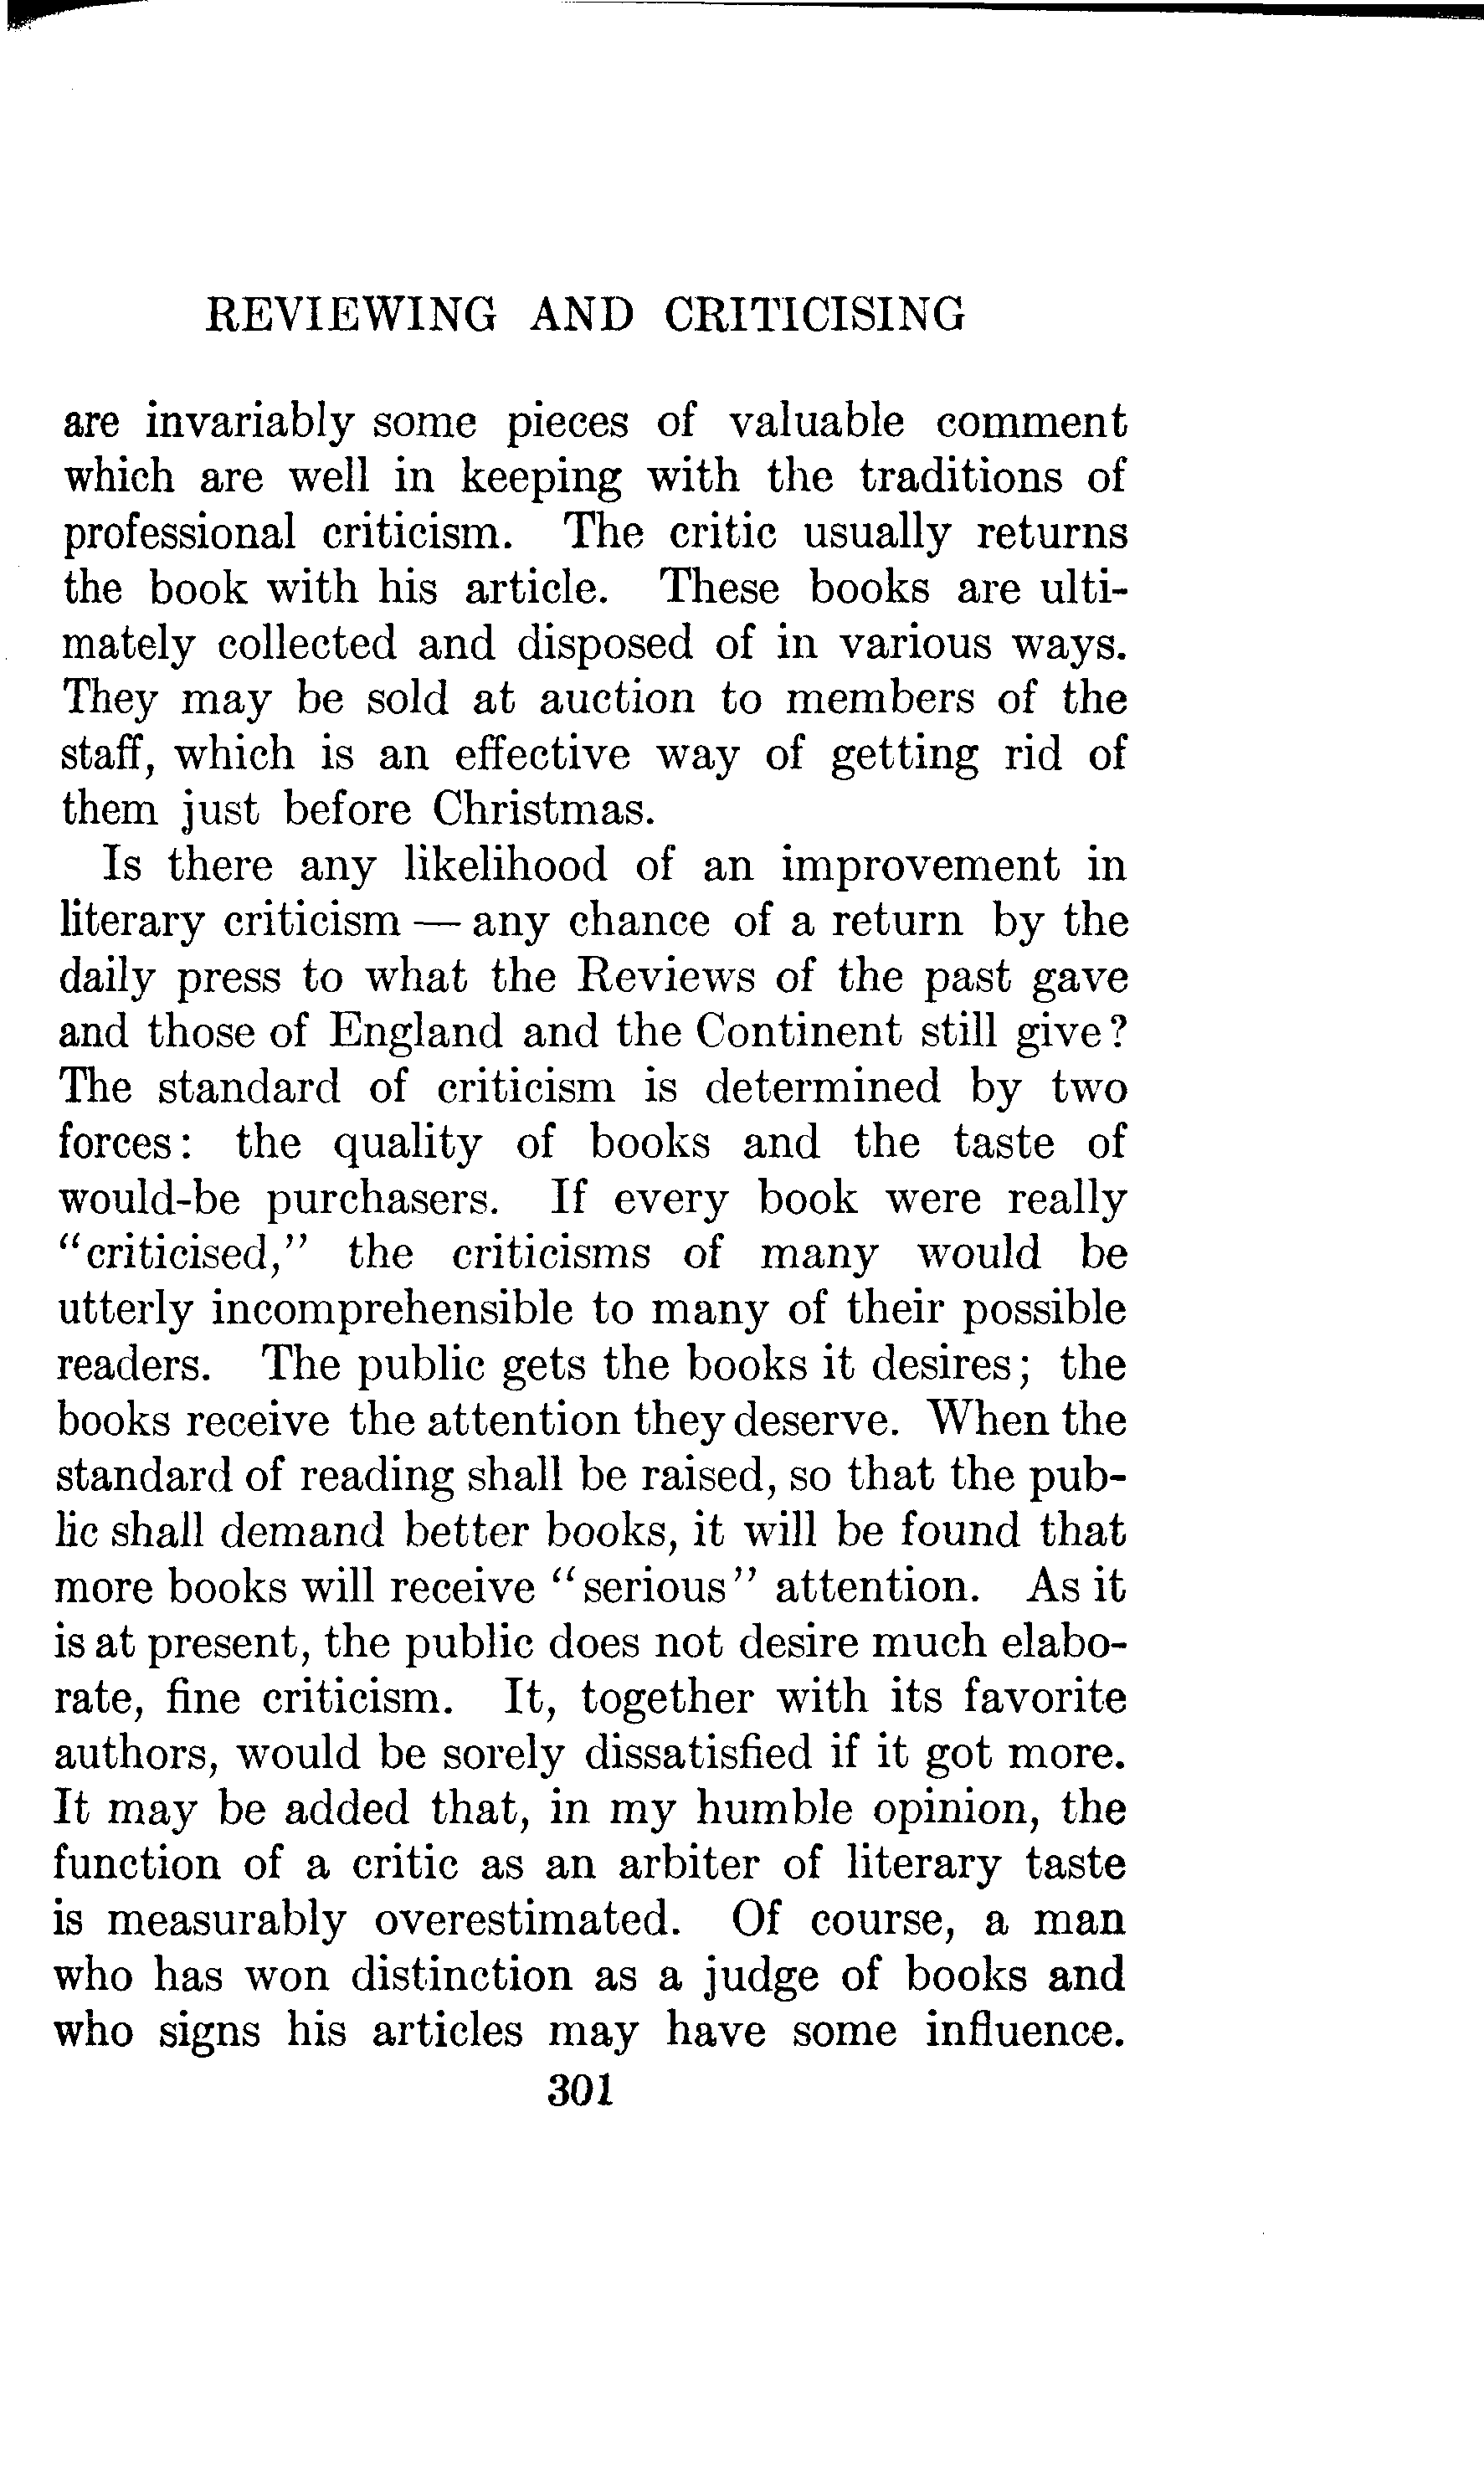 REVIEWING AND CRITICISING
are invariably some pieces of valuable comment
which are well in keeping with the traditions of
professional criticism. The critic usually returns
the book with his article. These books are ulti-
mately collected and disposed of in various ways.
They may be sold at auction to members of the
staff, which is an effective way of getting rid of
them just before Christmas.
Is there any likelihood of an improvement in
literary criticism — any chance of a return by the
daily press to what the Reviews of the past gave
and those of England and the Continent still give?
The standard of criticism is determined by two
forces: the quality of books and the taste of
would-be purchasers. If every book were really
"criticised," the criticisms of many would be
utterly incomprehensible to many of their possible
readers. The public gets the books it desires; the
books receive the attention they deserve. When the
standard of reading shall be raised, so that the pub-
lic shall demand better books, it will be found that
more books will receive "serious" attention. As it
is at present, the public does not desire much elabo-
rate, fine criticism. It, together with its favorite
authors, would be sorely dissatisfied if it got more.
It may be added that, in my humble opinion, the
function of a critic as an arbiter of literary taste
is measurably overestimated. Of course, a man
who has won distinction as a judge of books and
who signs his articles may have some influence.
301